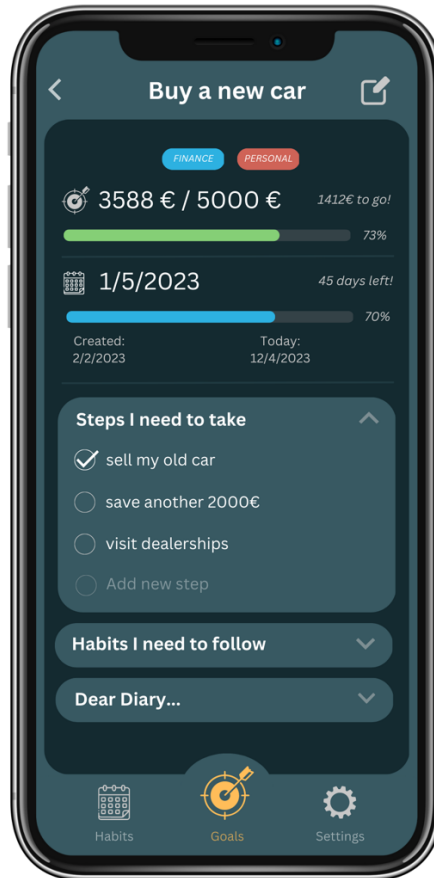 Buy a new car
FINANCE PERSONAL
3588 € / 5000 € 1412€ to go!
73%
1/5/2023 45 days left!
70%
Created: Today:
2/2/2023 12/4/2023
Steps I need to take
sell my old car
save another 2000€
visit dealerships
Add new step
Habits I need to follow
Dear Diary...
Habits Goals Settings